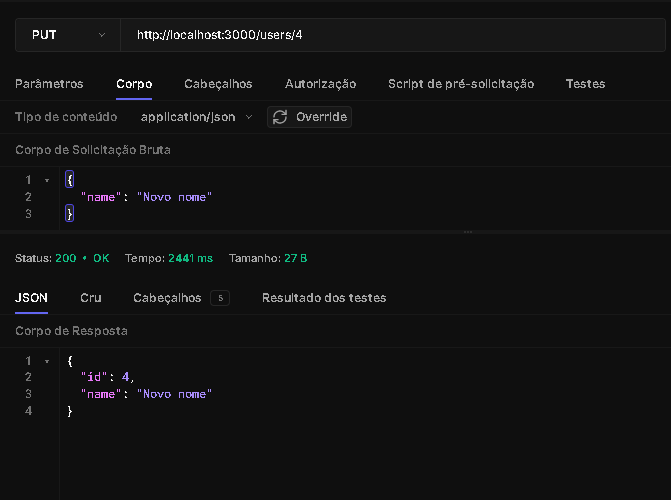 PUT http://localhost:3000/users/4
Parâmetros Corpo Cabeçalhos Autorização Script de pré-solicitação Testes
Tipo de conteúdo application/json Override
Corpo de Solicitação Bruta
1 {
2 "name": "Novo nome"
3 }
Status: 200 • OK Tempo: 2441 ms Tamanho: 27 B
JSON Cru Cabeçalhos 5 Resultado dos testes
Corpo de Resposta
1 {
2 "id": 4,
3 "name": "Novo nome"
4 }